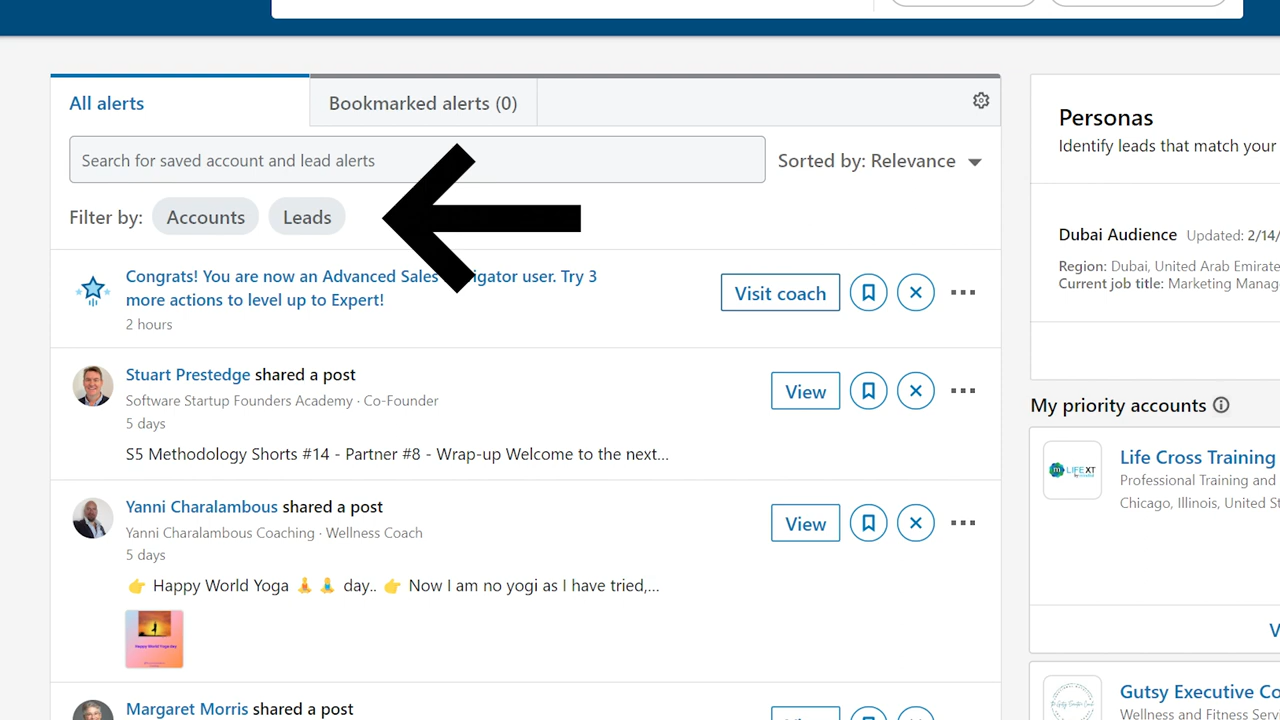 All alerts
Bookmarked alerts (0)
Search for saved account and lead alerts
Sorted by: Relevance
Filter by: Accounts Leads
Congrats! You are now an Advanced Sales igator user. Try 3
more actions to level up to Expert!
2 hours
Visit coach
Stuart Prestedge shared a post
Software Startup Founders Academy · Co-Founder
5 days
S5 Methodology Shorts #14 - Partner #8 - Wrap-up Welcome to the next...
View
Yanni Charalambous shared a post
Yanni Charalambous Coaching · Wellness Coach
5 days
👉 Happy World Yoga 🧘 🧘 day.. 👉 Now I am no yogi as I have tried,...
View
Margaret Morris shared a post
Personas
Identify leads that match your
Dubai Audience Updated: 2/14/
Region: Dubai, United Arab Emirate
Current job title: Marketing Manag
My priority accounts
LIFE XT
Life Cross Training
Professional Training and
Chicago, Illinois, United St
V
Gutsy Executive Co
Wellness and Fitness Serv